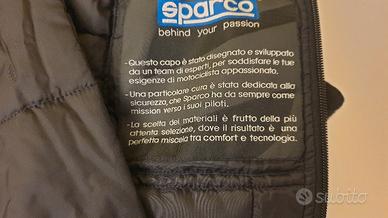 sparco
behind your passion
- Questo capo è stato disegnato e sviluppato
da un team di esperti, per soddisfare le tue
esigenze di motociclista appassionato.
- Una particolare cura è stata dedicata alla
sicurezza, che Sparco ha da sempre come
mission verso i suoi piloti.
- La scelta dei materiali è frutto della più
attenta selezione, dove il risultato è una
perfetta miscela tra comfort e tecnologia.
subito